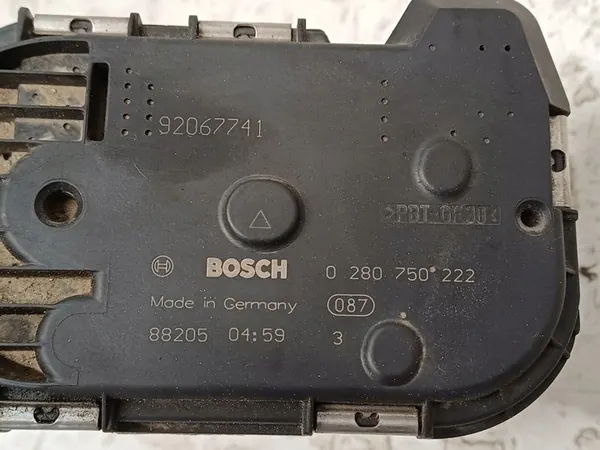 92067741
>PBT-GF30<
BOSCH 0 280 750 222
Made in Germany 087
88205 04:59 3